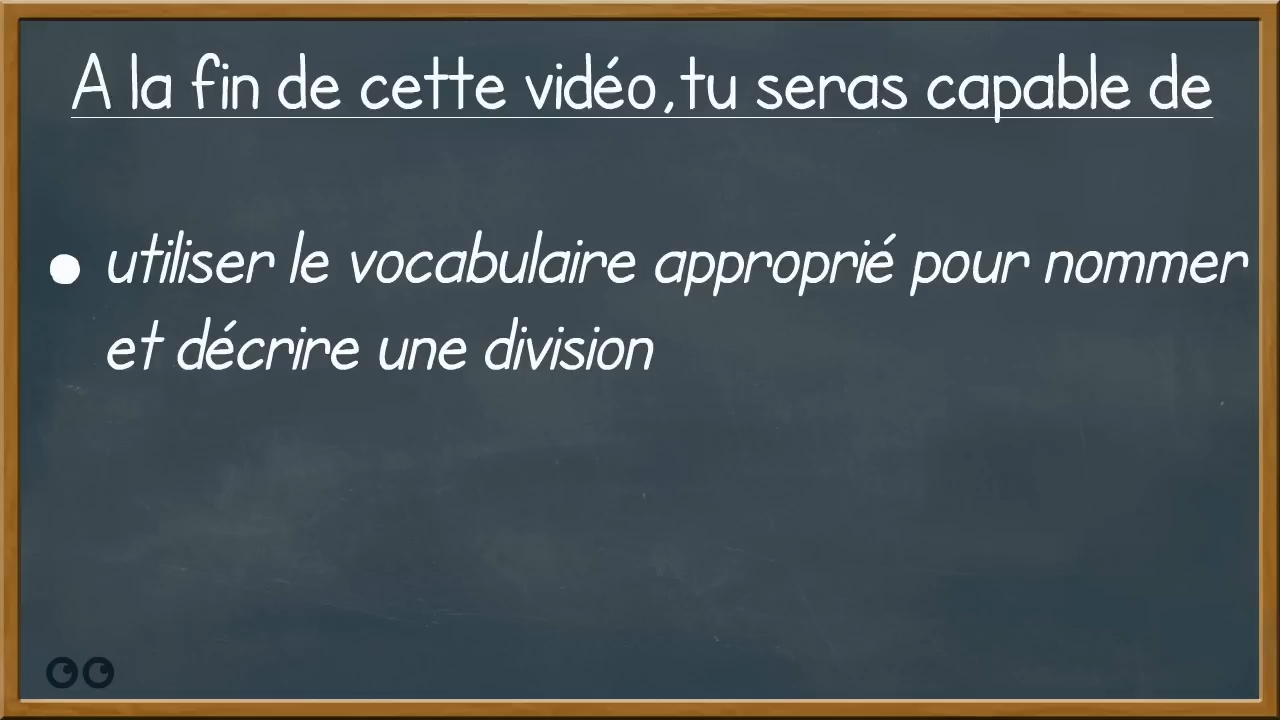 A la fin de cette vidéo, tu seras capable de
• utiliser le vocabulaire approprié pour nommer
et décrire une division